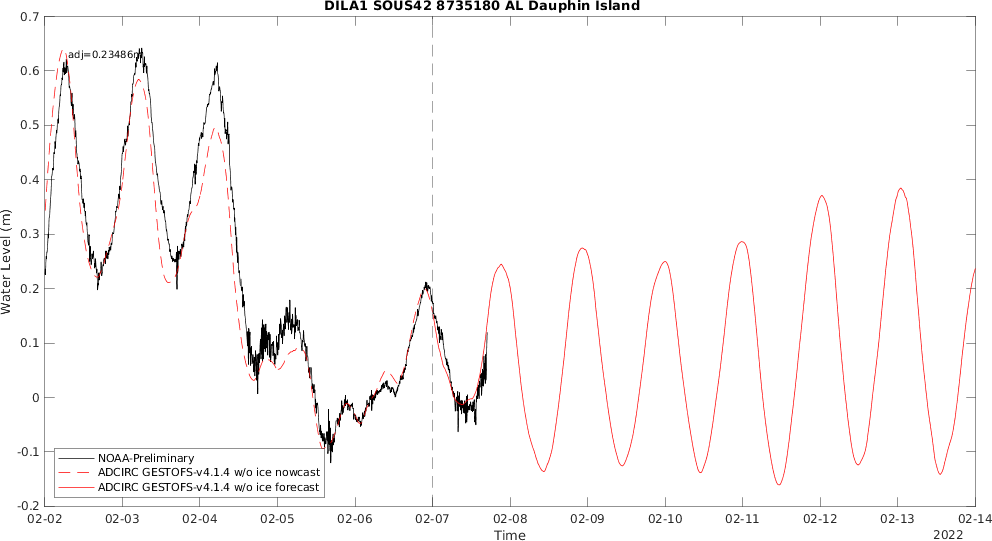 DILA1 SOUS42 8735180 AL Dauphin Island
0.7
0.6
0.5
0.4
0.3
0.2
0.1
0
-0.1
-0.2
Water Level (m)
adj=0.23486m
NOAA-Preliminary
ADCIRC GESTOFS-v4.1.4 w/o ice nowcast
ADCIRC GESTOFS-v4.1.4 w/o ice forecast
02-02 02-03 02-04 02-05 02-06 02-07 02-08 02-09 02-10 02-11 02-12 02-13 02-14
Time
2022